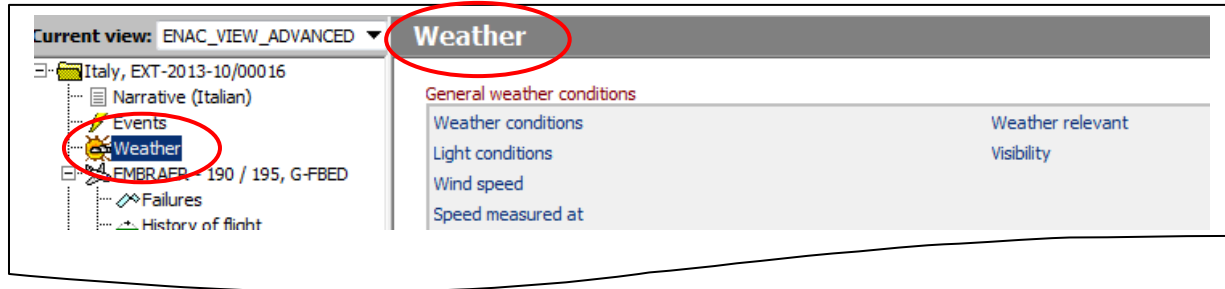 Current view: ENAC_VIEW_ADVANCED
Weather
Italy, EXT-2013-10/00016
Narrative (Italian)
Events
Weather
EMBRAER - 190 / 195, G-FBED
Failures
History of flight
General weather conditions
Weather conditions
Weather relevant
Light conditions
Visibility
Wind speed
Speed measured at